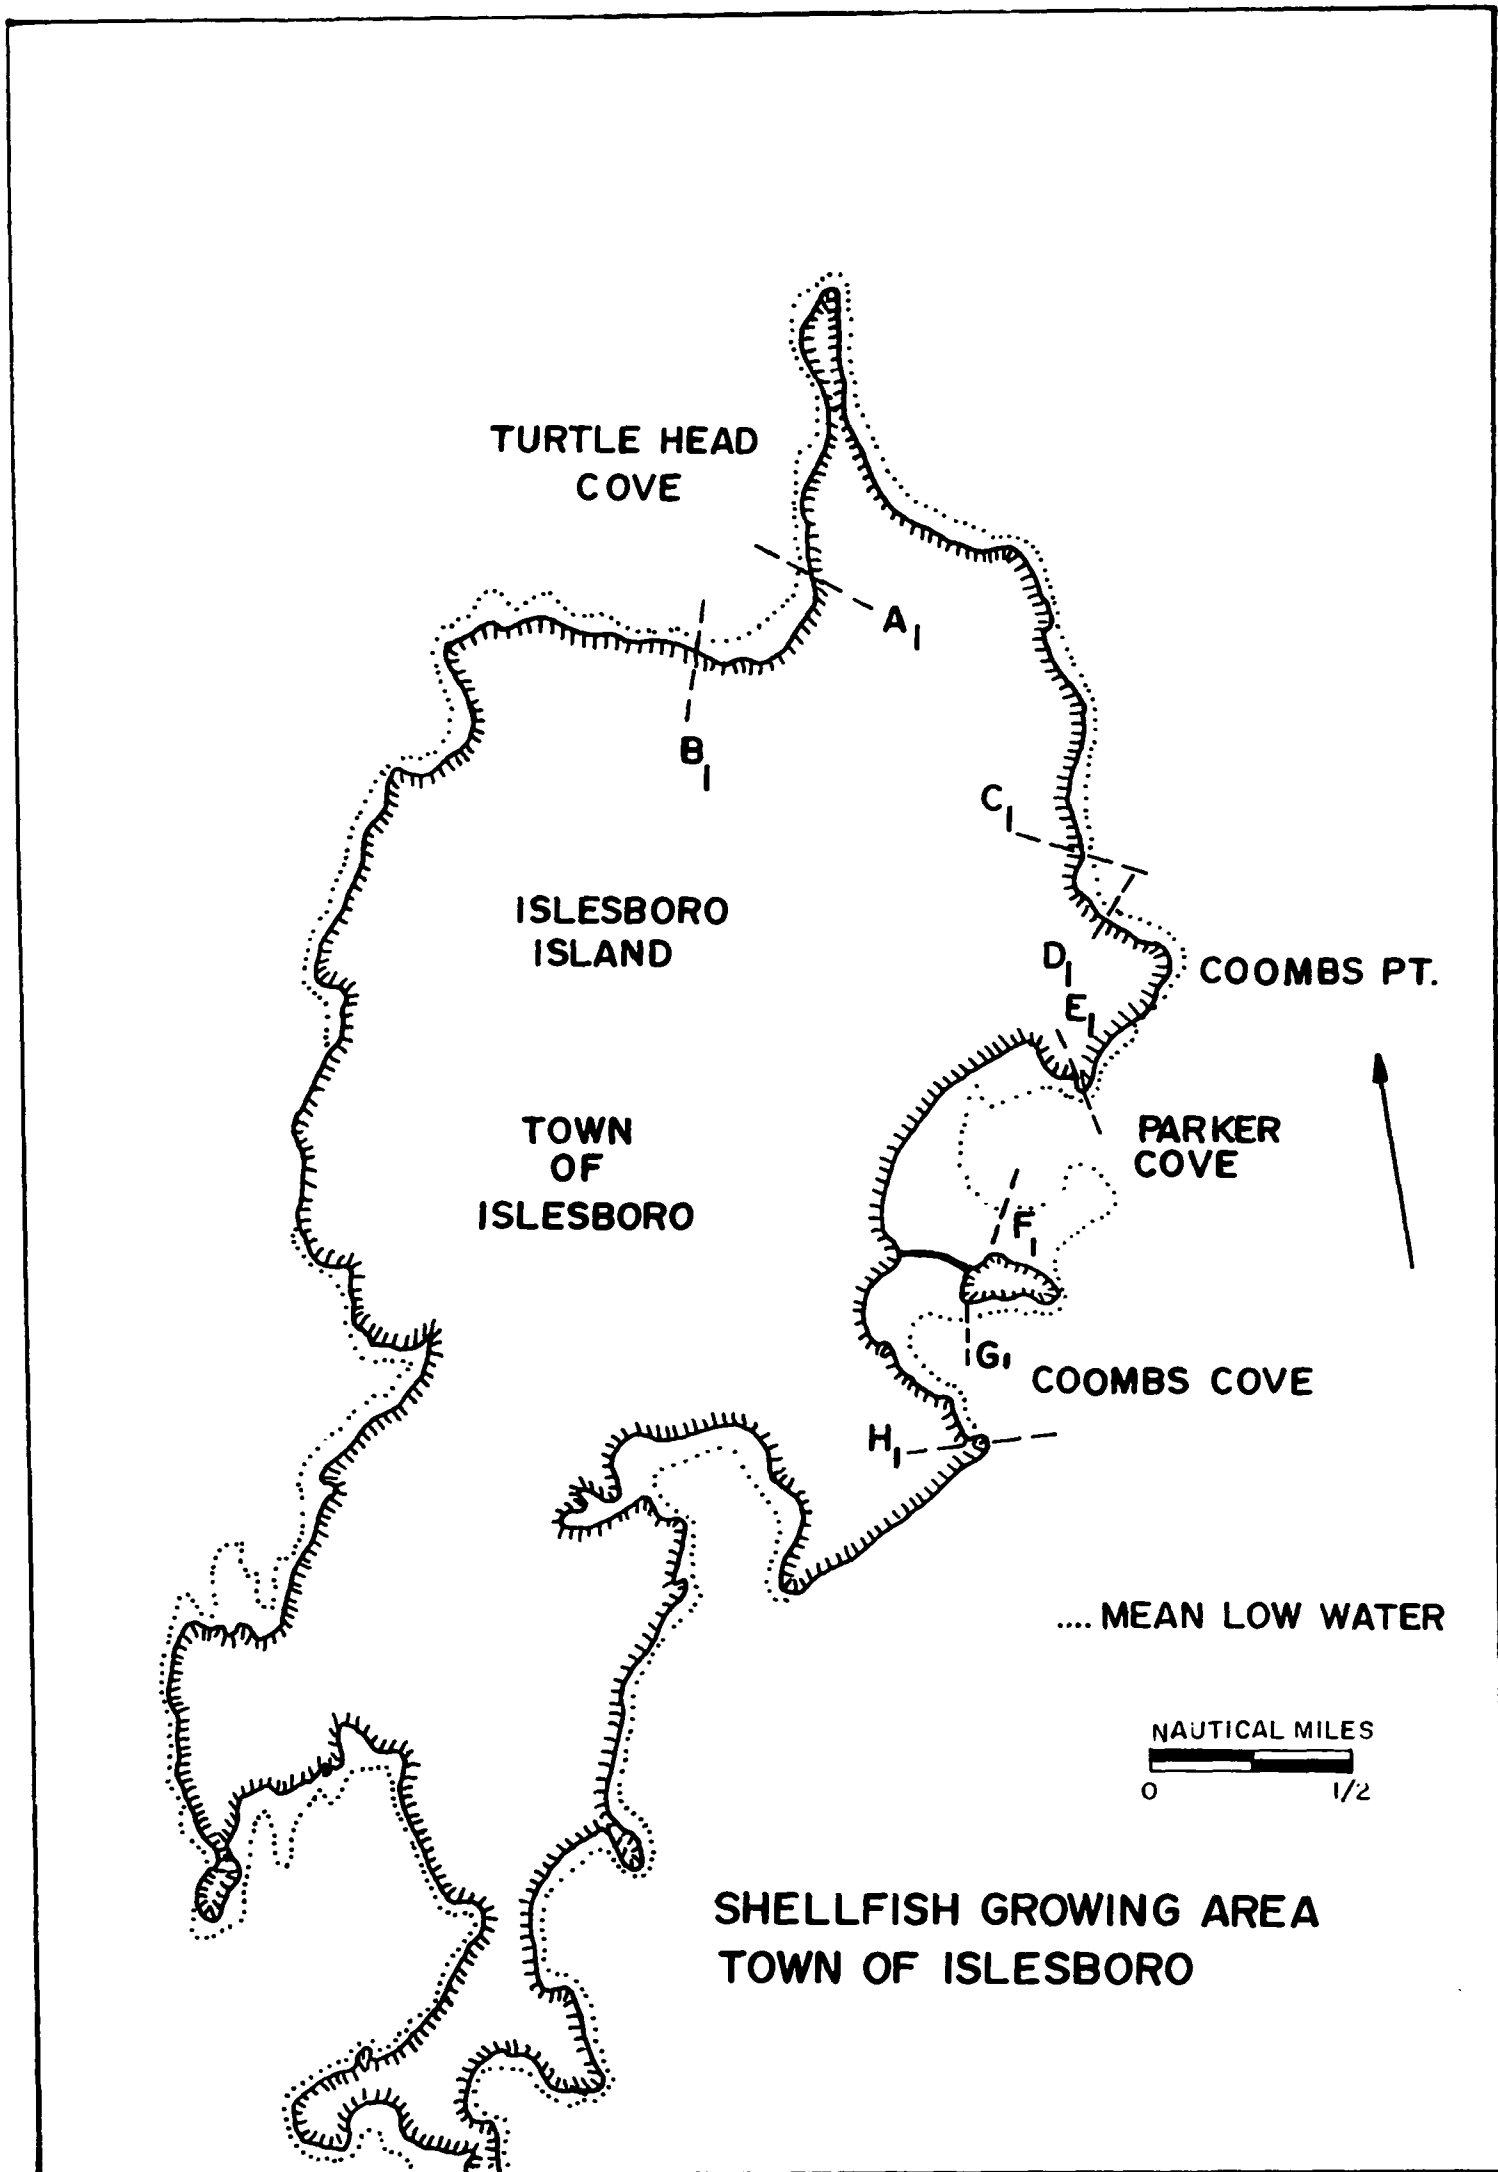 TURTLE HEAD
COVE
A1
B1
C1
ISLESBORO
ISLAND
D1
COOMBS PT.
E1
TOWN
OF
ISLESBORO
PARKER
COVE
F1
G1
COOMBS COVE
H1
.... MEAN LOW WATER
NAUTICAL MILES
0 1/2
SHELLFISH GROWING AREA
TOWN OF ISLESBORO